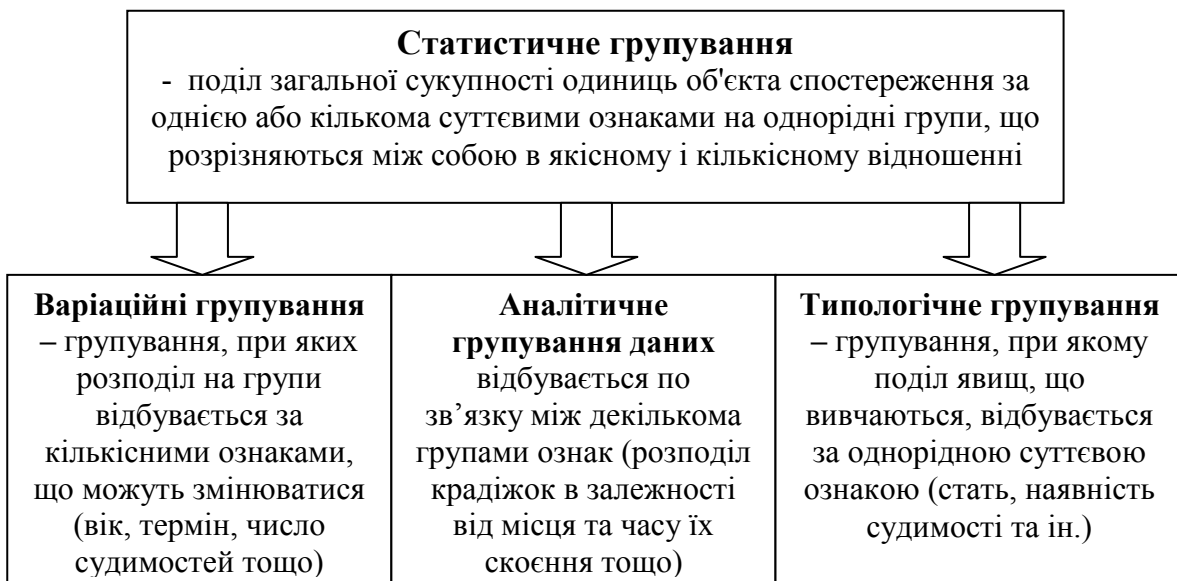 Статистичне групування
- поділ загальної сукупності одиниць об'єкта спостереження за
однією або кількома суттєвими ознаками на однорідні групи, що
розрізняються між собою в якісному і кількісному відношенні
Варіаційні групування
– групування, при яких
розподіл на групи
відбувається за
кількісними ознаками,
що можуть змінюватися
(вік, термін, число
судимостей тощо)
Аналітичне
групування даних
відбувається по
зв’язку між декількома
групами ознак (розподіл
крадіжок в залежності
від місця та часу їх
скоєння тощо)
Типологічне групування
– групування, при якому
поділ явищ, що
вивчаються, відбувається
за однорідною суттєвою
ознакою (стать, наявність
судимості та ін.)